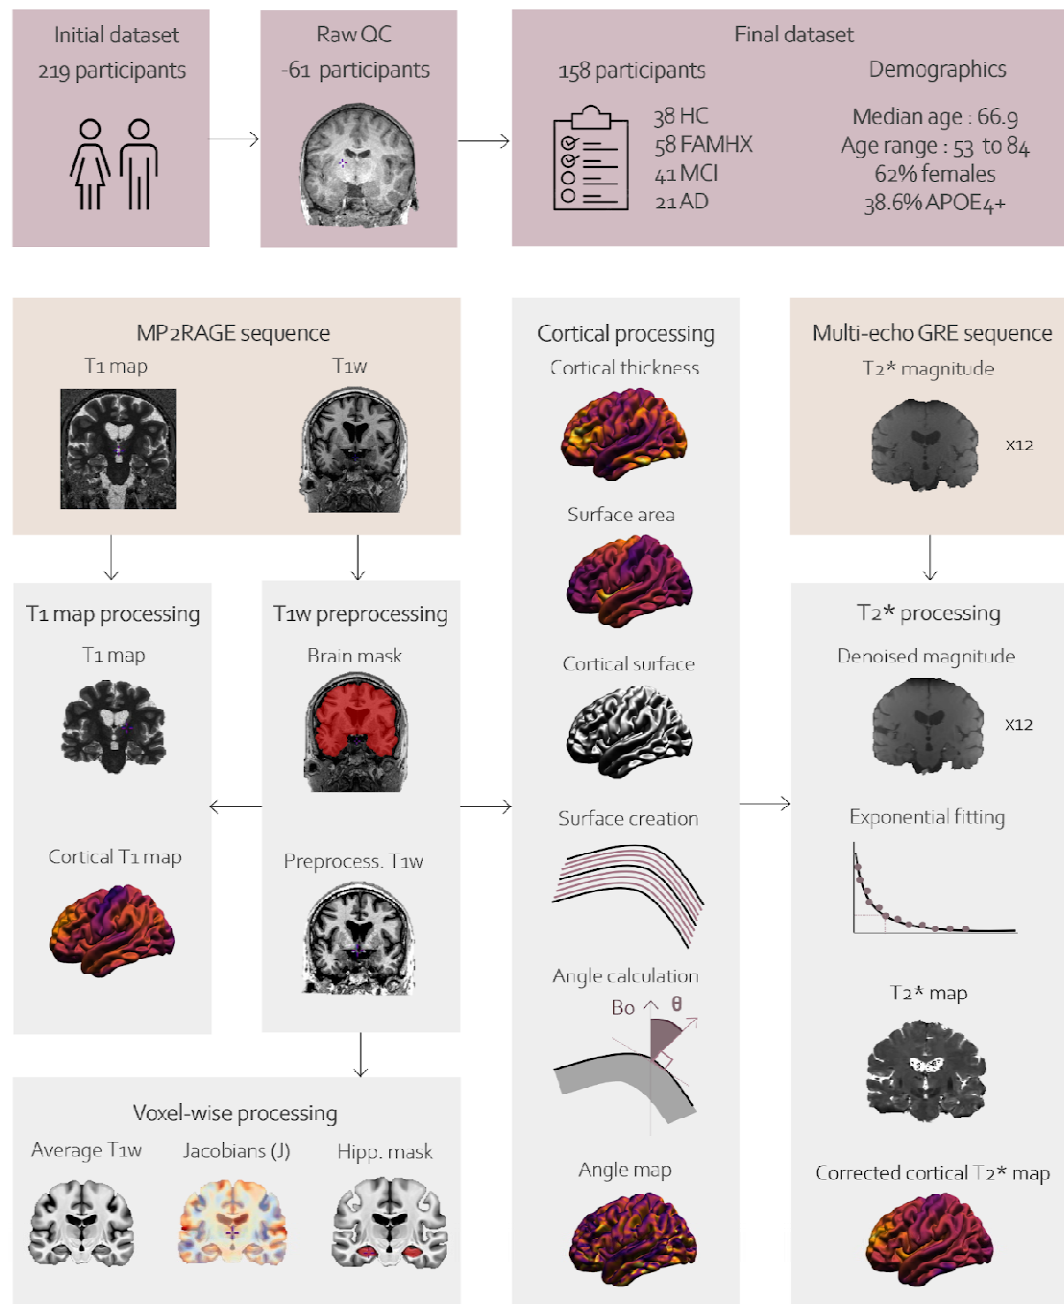 Initial dataset
219 participants
Raw QC
-61 participants
Final dataset
158 participants
38 HC
58 FAMHX
41 MCI
21 AD
Demographics
Median age : 66.9
Age range : 53 to 84
62% females
38.6% APOE4+
MP2RAGE sequence
T1 map
T1w
T1 map processing
T1 map
Cortical T1 map
T1w preprocessing
Brain mask
Preprocess. T1w
Voxel-wise processing
Average T1w
Jacobians (J)
Hipp. mask
Cortical processing
Cortical thickness
Surface area
Cortical surface
Surface creation
Angle calculation
B0
θ
Angle map
Multi-echo GRE sequence
T2* magnitude
x12
T2* processing
Denoised magnitude
x12
Exponential fitting
T2* map
Corrected cortical T2* map